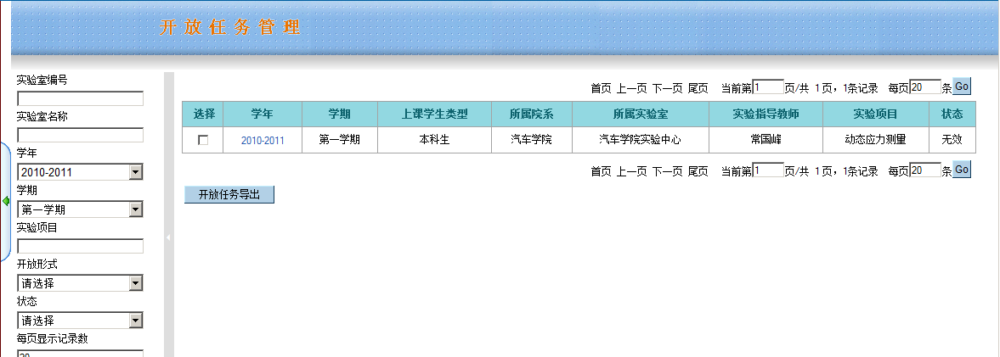 开放任务管理
实验室编号
实验室名称
学年
2010-2011
学期
第一学期
实验项目
开放形式
请选择
状态
请选择
每页显示记录数
20
首页 上一页 下一页 尾页 当前第1页/共 1页，1条记录 每页20条Go
选择 学年 学期 上课学生类型 所属院系 所属实验室 实验指导教师 实验项目 状态
2010-2011 第一学期 本科生 汽车学院 汽车学院实验中心 常国峰 动态应力测量 无效
首页 上一页 下一页 尾页 当前第1页/共 1页，1条记录 每页20条Go
开放任务导出